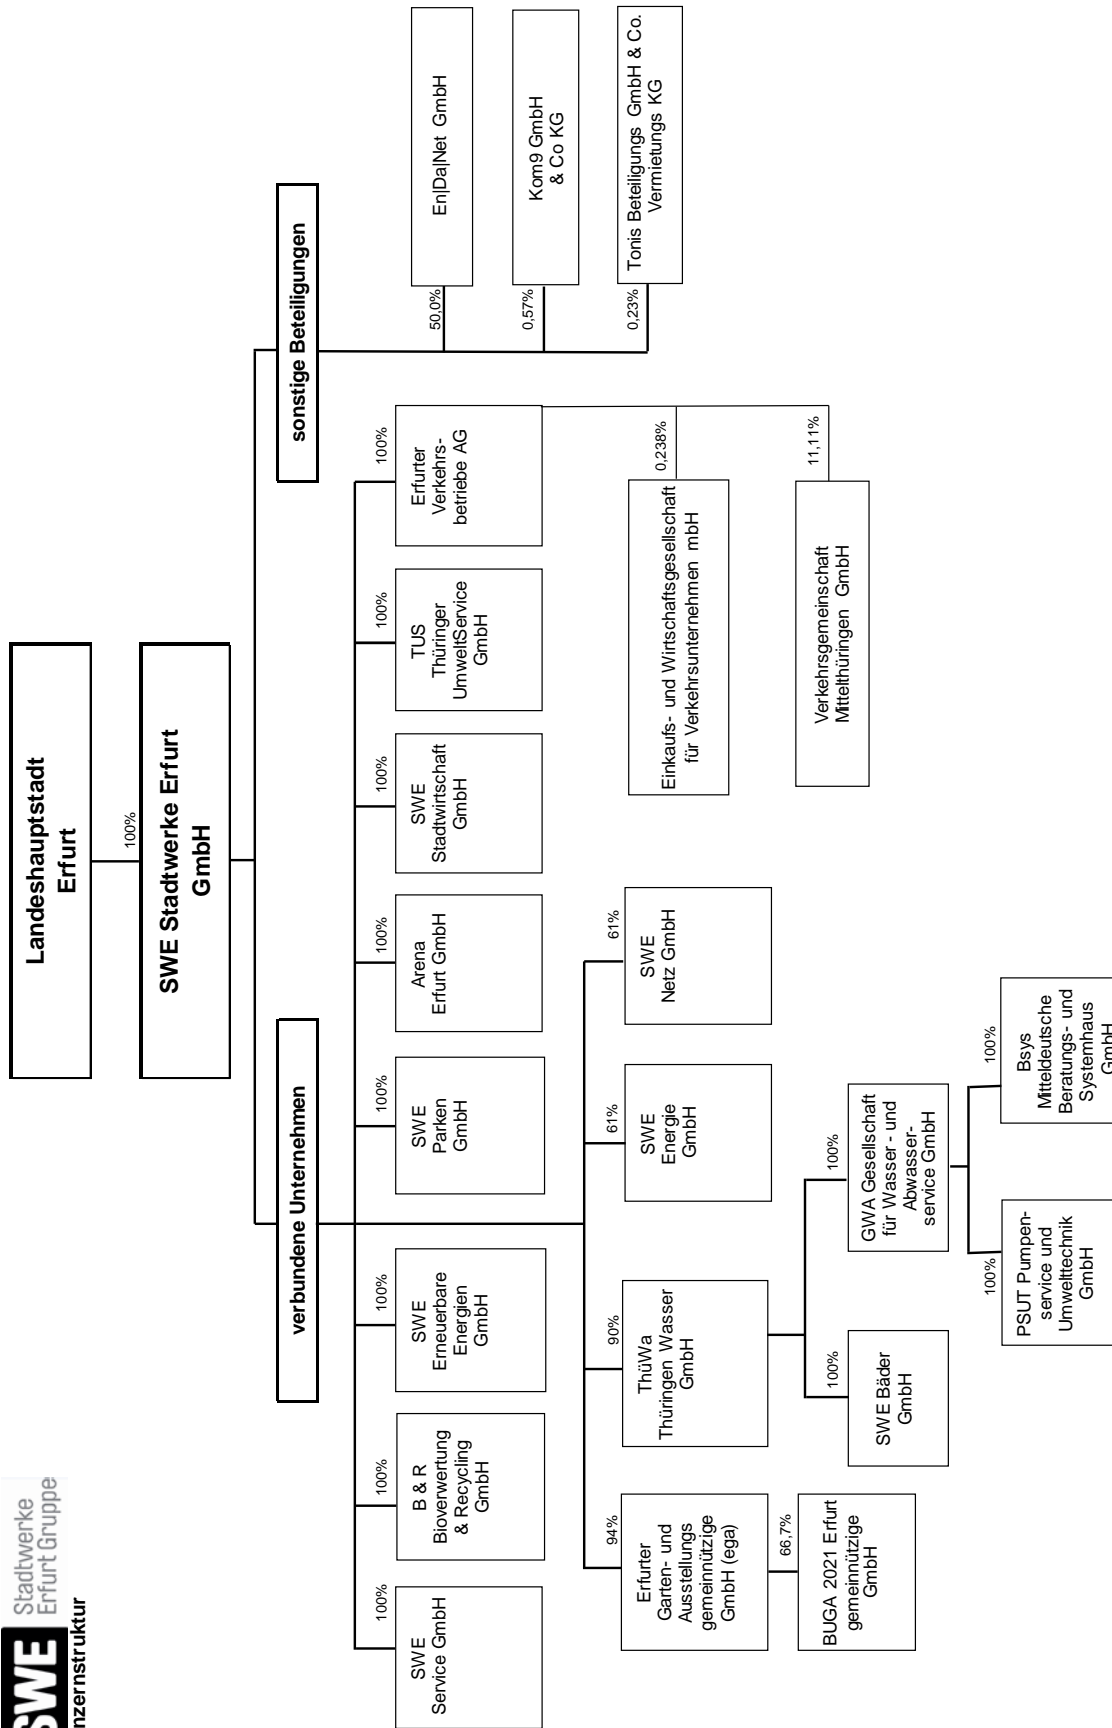 SWE
Stadtwerke
Erfurt Gruppe
nzernstruktur
Landeshauptstadt
Erfurt
100%
SWE Stadtwerke Erfurt
GmbH
verbundene Unternehmen
sonstige Beteiligungen
100%
SWE
Service GmbH
100%
B & R
Bioverwertung
& Recycling
GmbH
100%
SWE
Erneuerbare
Energien
GmbH
100%
SWE
Parken
GmbH
100%
Arena
Erfurt GmbH
100%
SWE
Stadtwirtschaft
GmbH
100%
TUS
Thüringer
UmweltService
GmbH
100%
Erfurter
Verkehrs-
betriebe AG
50,0%
En|Da|Net GmbH
0,57%
Kom9 GmbH
& Co KG
0,23%
Tonis Beteiligungs GmbH & Co.
Vermietungs KG
0,238%
Einkaufs- und Wirtschaftsgesellschaft
für Verkehrsunternehmen mbH
11,11%
Verkehrsgemeinschaft
Mittelthüringen GmbH
94%
Erfurter
Garten- und
Ausstellungs
gemeinnützige
GmbH (ega)
90%
ThüWa
Thüringen Wasser
GmbH
61%
SWE
Energie
GmbH
61%
SWE
Netz GmbH
66,7%
BUGA 2021 Erfurt
gemeinnützige
GmbH
100%
SWE Bäder
GmbH
100%
GWA Gesellschaft
für Wasser - und
Abwasser-
service GmbH
100%
PSUT Pumpen-
service und
Umwelttechnik
GmbH
100%
Bsys
Mitteldeutsche
Beratungs- und
Systemhaus
GmbH